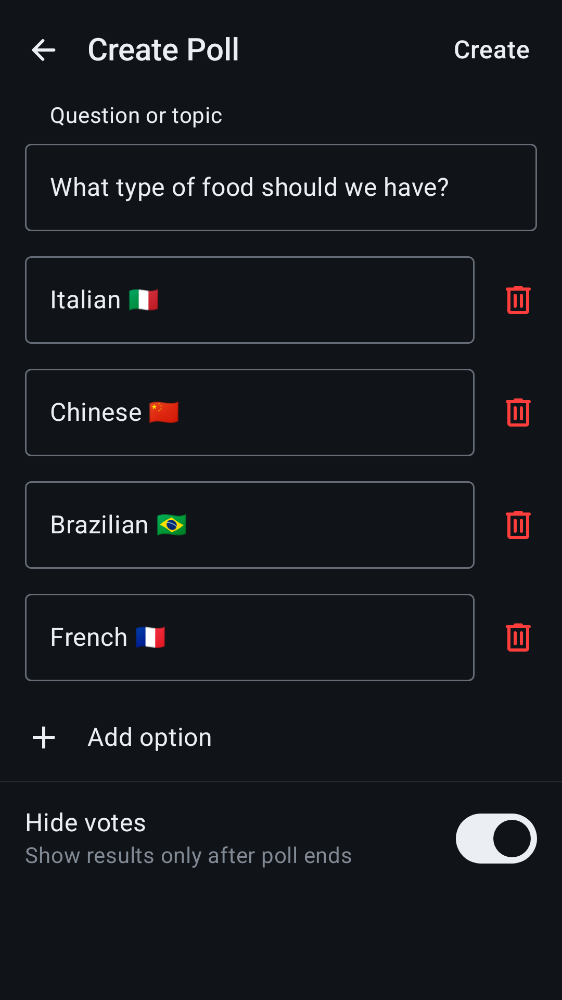 Create Poll
Create
Question or topic
What type of food should we have?
Italian 🇮🇹
Chinese 🇨🇳
Brazilian 🇧🇷
French 🇫🇷
Add option
Hide votes
Show results only after poll ends